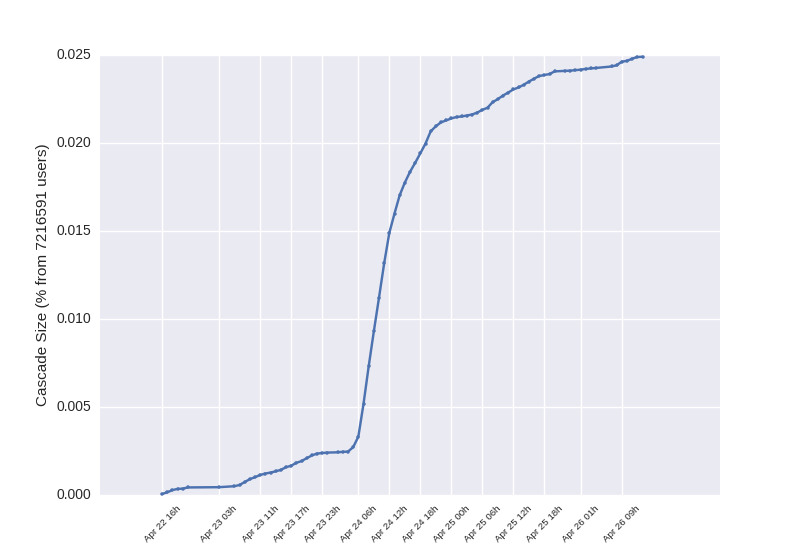 0.025
0.020
0.015
0.010
0.005
0.000
Cascade Size (% from 7216591 users)
Apr 22 16h
Apr 23 03h
Apr 23 11h
Apr 23 17h
Apr 23 23h
Apr 24 06h
Apr 24 12h
Apr 24 18h
Apr 25 00h
Apr 25 06h
Apr 25 12h
Apr 25 18h
Apr 26 01h
Apr 26 09h